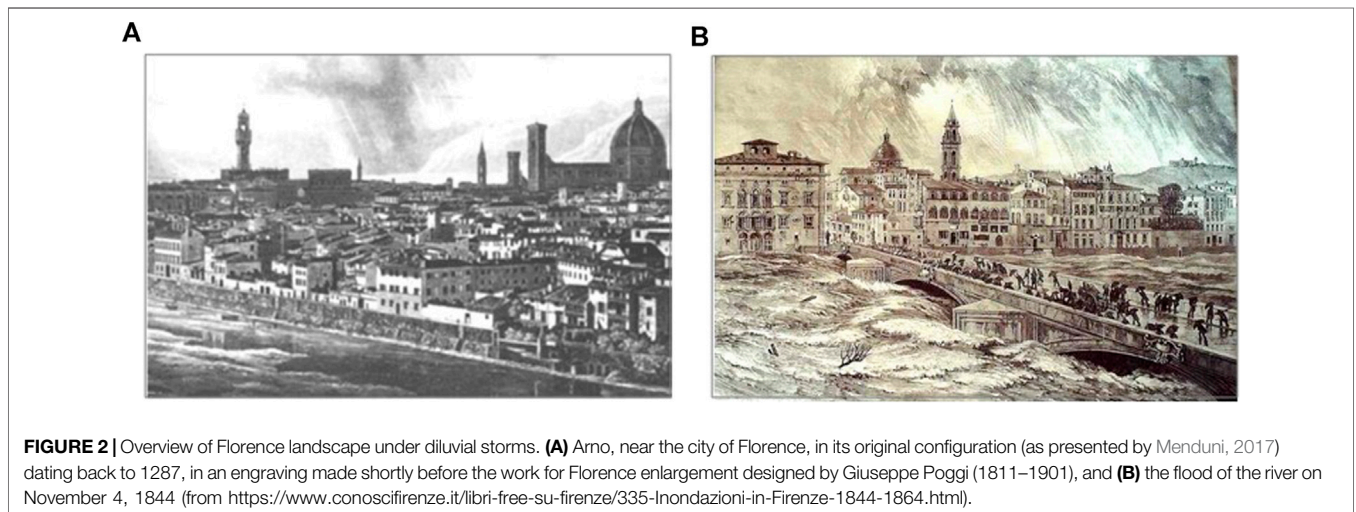 A
B
FIGURE 2 | Overview of Florence landscape under diluvial storms. (A) Arno, near the city of Florence, in its original configuration (as presented by Menduni, 2017)
dating back to 1287, in an engraving made shortly before the work for Florence enlargement designed by Giuseppe Poggi (1811–1901), and (B) the flood of the river on
November 4, 1844 (from https://www.conoscifirenze.it/libri-free-su-firenze/335-Inondazioni-in-Firenze-1844-1864.html).